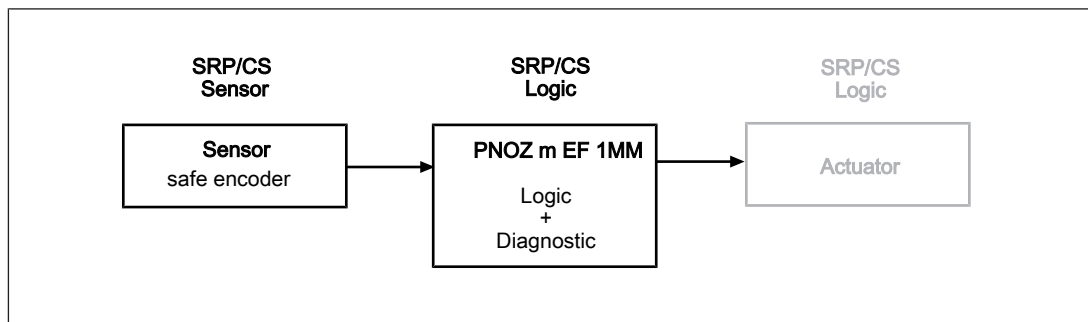 SRP/CS
Sensor
SRP/CS
Logic
SRP/CS
Logic
Sensor
safe encoder
PNOZ m EF 1MM
Logic
+
Diagnostic
Actuator